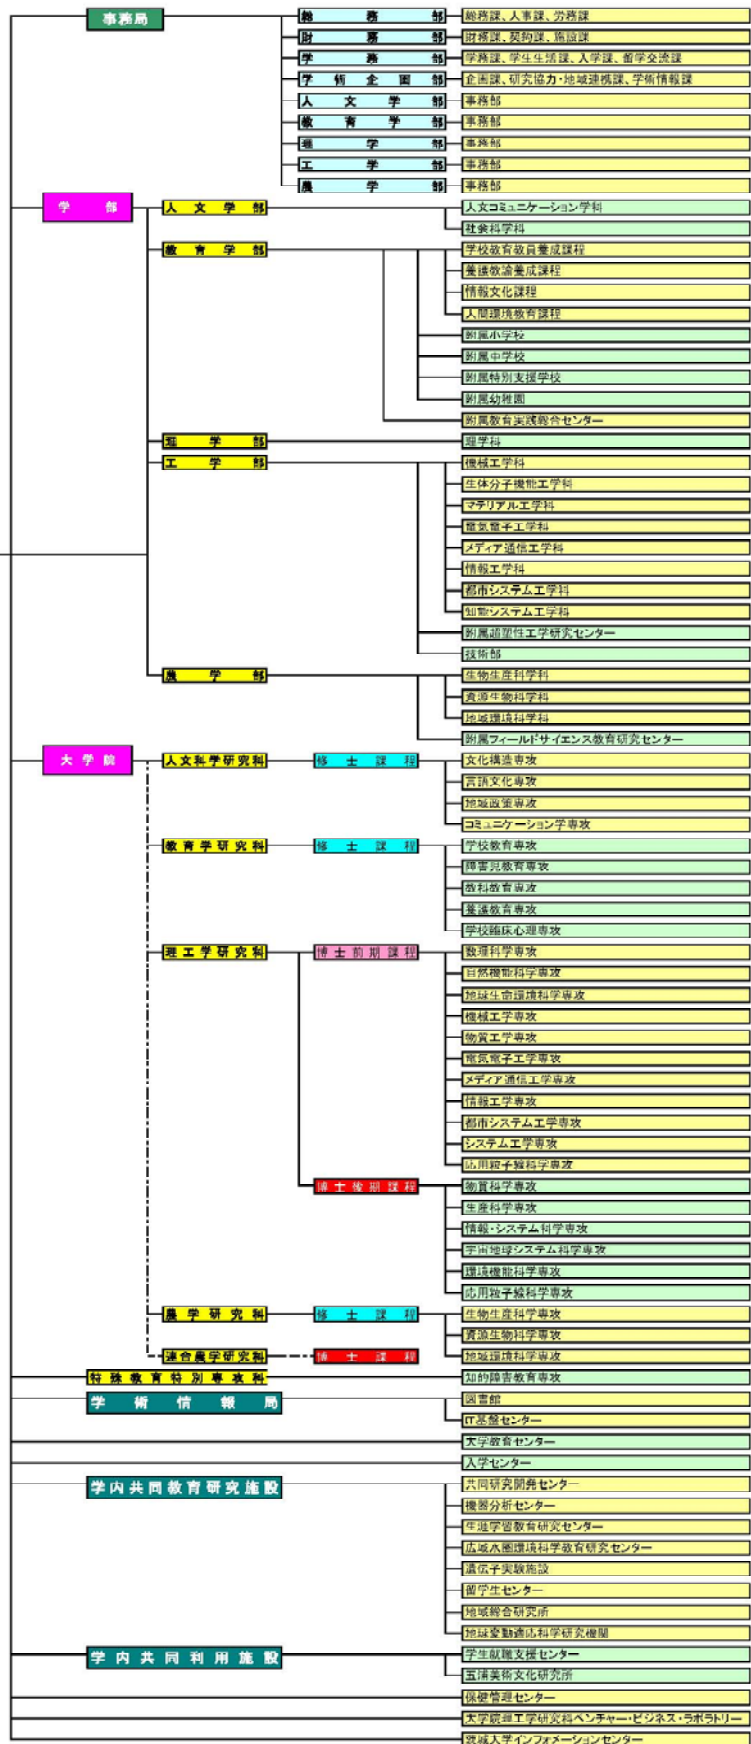 事務局
総務部 総務課、人事課、労務課
財務部 財務課、契約課、施設課
学務部 学務課、学生生活課、入学課、留学交流課
学術企画部 企画課、研究協力・地域連携課、学術情報課
人文学部 事務部
教育学部 事務部
理学部 事務部
工学部 事務部
農学部 事務部
学部 人文学部 人文コミュニケーション学科
社会科学科
教育学部 学校教育教員養成課程
養護教諭養成課程
情報文化課程
人間環境教育課程
附属小学校
附属中学校
附属特別支援学校
附属幼稚園
附属教育実践総合センター
理学部 理学科
工学部 機械工学科
生体分子機能工学科
マテリアル工学科
電気電子工学科
メディア通信工学科
情報工学科
都市システム工学科
知能システム工学科
附属超塑性工学研究センター
技術部
農学部 生物生産科学科
資源生物科学科
地域環境科学科
附属フィールドサイエンス教育研究センター
大学院 人文科学研究科 修士課程 文化構造専攻
言語文化専攻
地域政策専攻
コミュニケーション学専攻
教育学研究科 修士課程 学校教育専攻
障害児教育専攻
教科教育専攻
養護教育専攻
学校臨床心理専攻
理工学研究科 博士前期課程 数理科学専攻
自然機能科学専攻
地球生命環境科学専攻
機械工学専攻
物質工学専攻
電気電子工学専攻
メディア通信工学専攻
情報工学専攻
都市システム工学専攻
システム工学専攻
応用粒子線科学専攻
博士後期課程 物質科学専攻
生産科学専攻
情報・システム科学専攻
宇宙地球システム科学専攻
環境機能科学専攻
応用粒子線科学専攻
農学研究科 修士課程 生物生産科学専攻
資源生物科学専攻
連合農学研究科 博士課程 地域環境科学専攻
特殊教育特別専攻科 知的障害教育専攻
学術情報局 図書館
IT基盤センター
大学教育センター
入学センター
学内共同教育研究施設 共同研究開発センター
機器分析センター
生涯学習教育研究センター
広域水圏環境科学教育研究センター
遺伝子実験施設
留学生センター
地域総合研究所
地球変動適応科学研究機関
学内共同利用施設 学生就職支援センター
五浦美術文化研究所
保健管理センター
大学院理工学研究科ベンチャー・ビジネス・ラボラトリー
茨城大学インフォメーションセンター